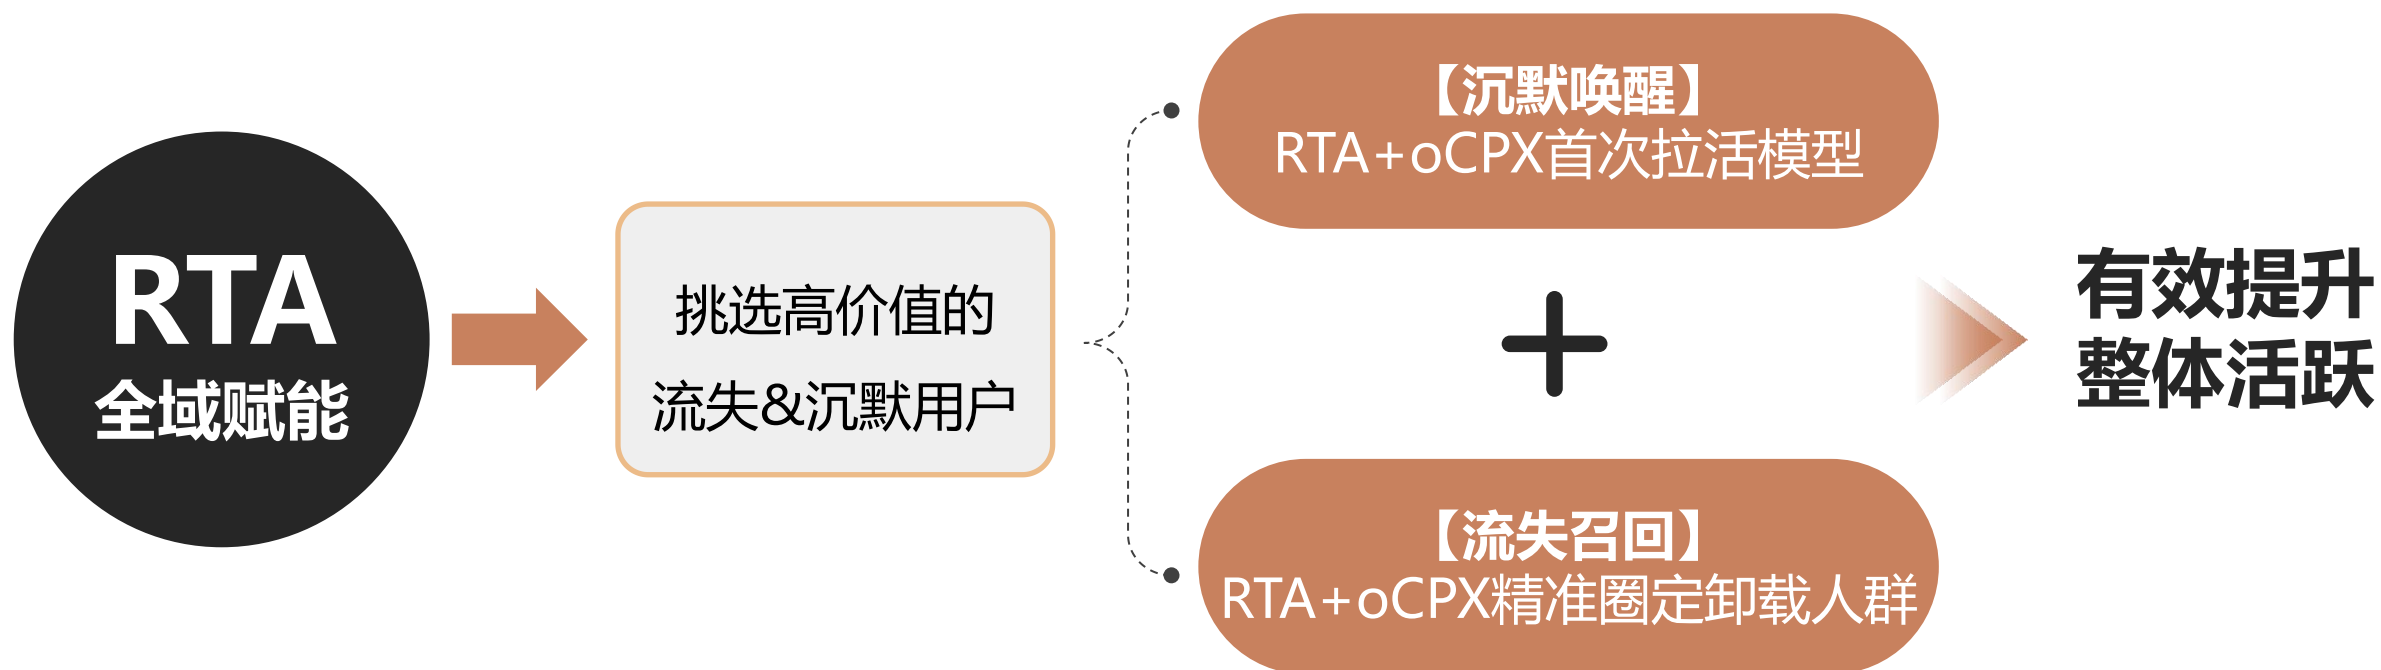 RTA
全域赋能
挑选高价值的
流失&沉默用户
【沉默唤醒】
RTA+oCPX首次拉活模型
【流失召回】
RTA+oCPX精准圈定卸载人群
有效提升
整体活跃